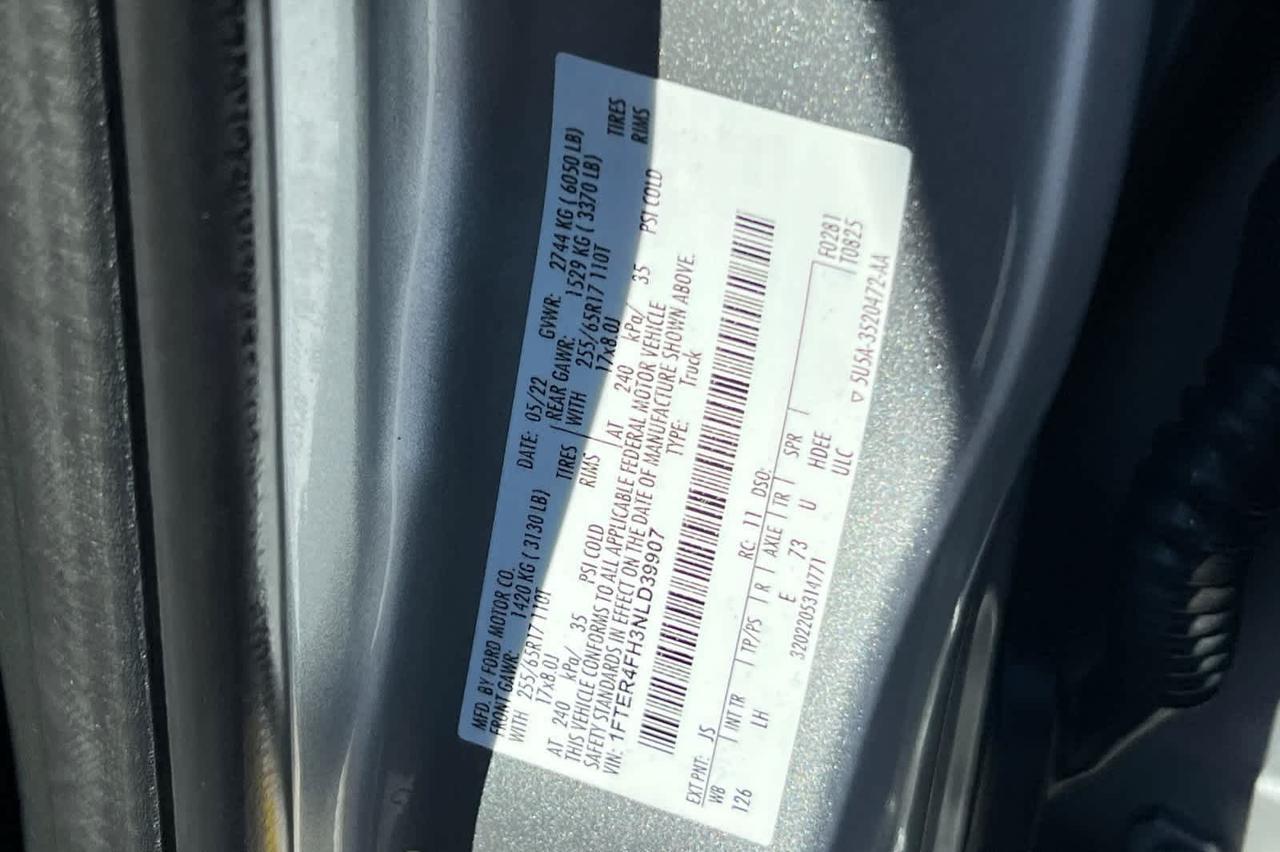 MFD. BY FORD MOTOR CO. DATE: 05/22 GVWR: 2744 KG ( 6050 LB)
FRONT GAWR: 1420 KG ( 3130 LB) REAR GAWR: 1529 KG ( 3370 LB)
WITH 255/65R17 110T TIRES WITH 255/65R17 110T TIRES
17x8.0J RIMS 17x8.0J RIMS
AT 240 kPa/ 35 PSI COLD AT 240 kPa/ 35 PSI COLD
THIS VEHICLE CONFORMS TO ALL APPLICABLE FEDERAL MOTOR VEHICLE
SAFETY STANDARDS IN EFFECT ON THE DATE OF MANUFACTURE SHOWN ABOVE.
VIN: 1FTER4FH3NLD39907 TYPE: Truck
EXT PNT: JS RC: 11 DSO:
WB INT TR TP/PS R AXLE TR SPR F0281
126 LH E - 73 U HDEE T0825
3202205314771 ULC
▽ SU5A-3520472-AA